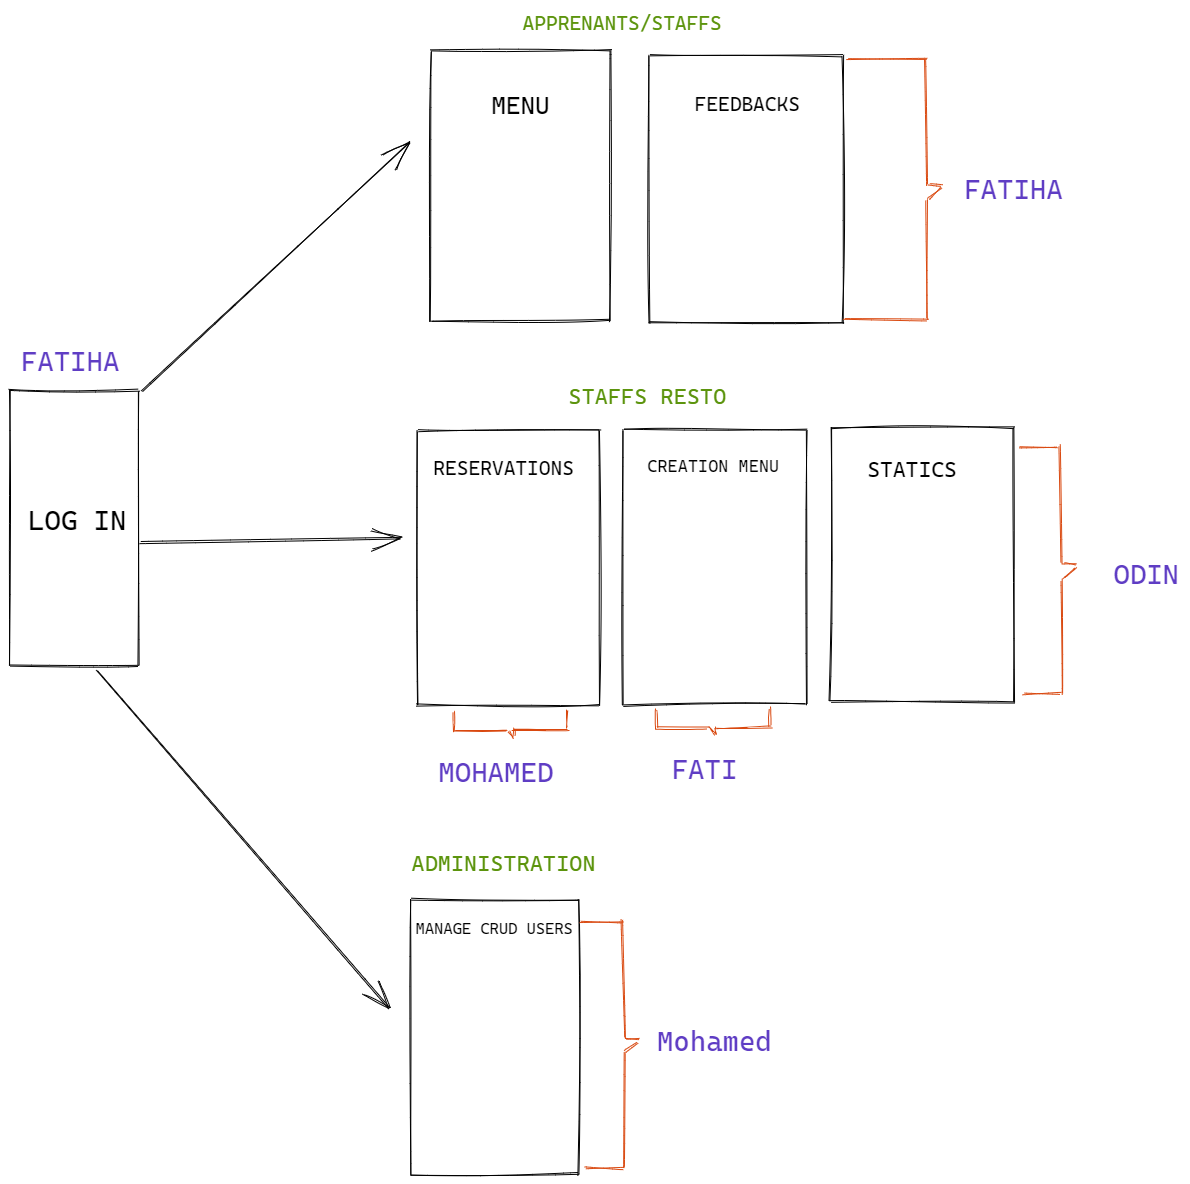 APPRENANTS/STAFFS
MENU
FEEDBACKS
FATIHA
FATIHA
LOG IN
STAFFS RESTO
RESERVATIONS
CREATION MENU
STATICS
ODIN
MOHAMED
FATI
ADMINISTRATION
MANAGE CRUD USERS
Mohamed